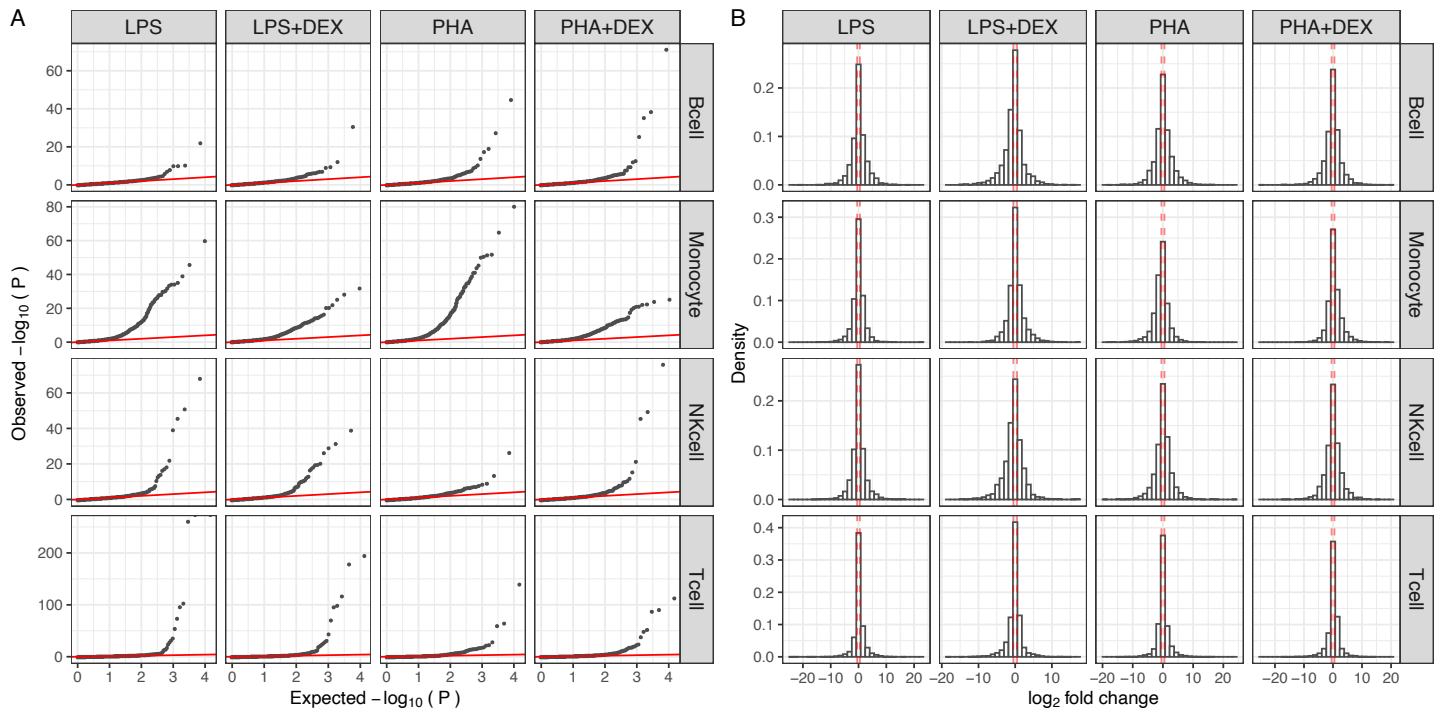 A
LPS
LPS+DEX
PHA
PHA+DEX
Observed −log10 ( P )
60
40
20
0
Bcell
80
60
40
20
0
Monocyte
60
40
20
0
NKcell
200
100
0
Tcell
0 1 2 3 4 0 1 2 3 4 0 1 2 3 4 0 1 2 3 4
Expected −log10 ( P )
B
LPS
LPS+DEX
PHA
PHA+DEX
Density
0.2
0.1
0.0
Bcell
0.3
0.2
0.1
0.0
Monocyte
0.2
0.1
0.0
NKcell
0.4
0.3
0.2
0.1
0.0
Tcell
−20 −10 0 10 20 −20 −10 0 10 −20 −10 0 10 20 −20 −10 0 10 20
log2 fold change